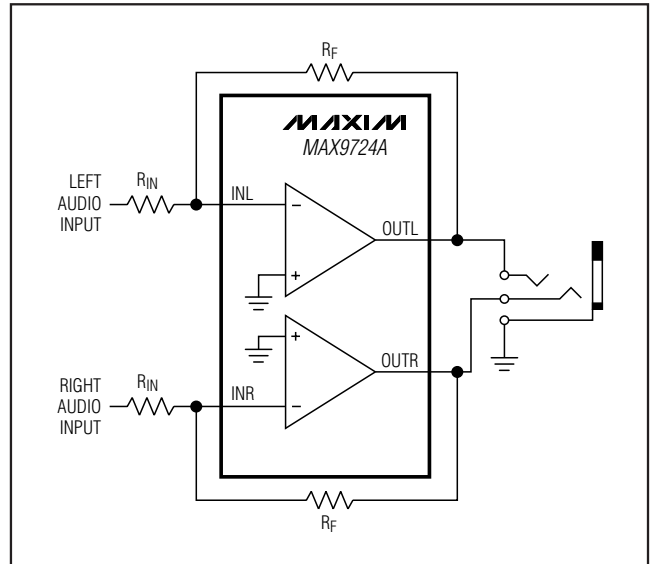 RF
MAXIM
MAX9724A
LEFT
AUDIO
INPUT
RIN
INL
−
+
OUTL
+
−
OUTR
RIGHT
AUDIO
INPUT
RIN
INR
RF